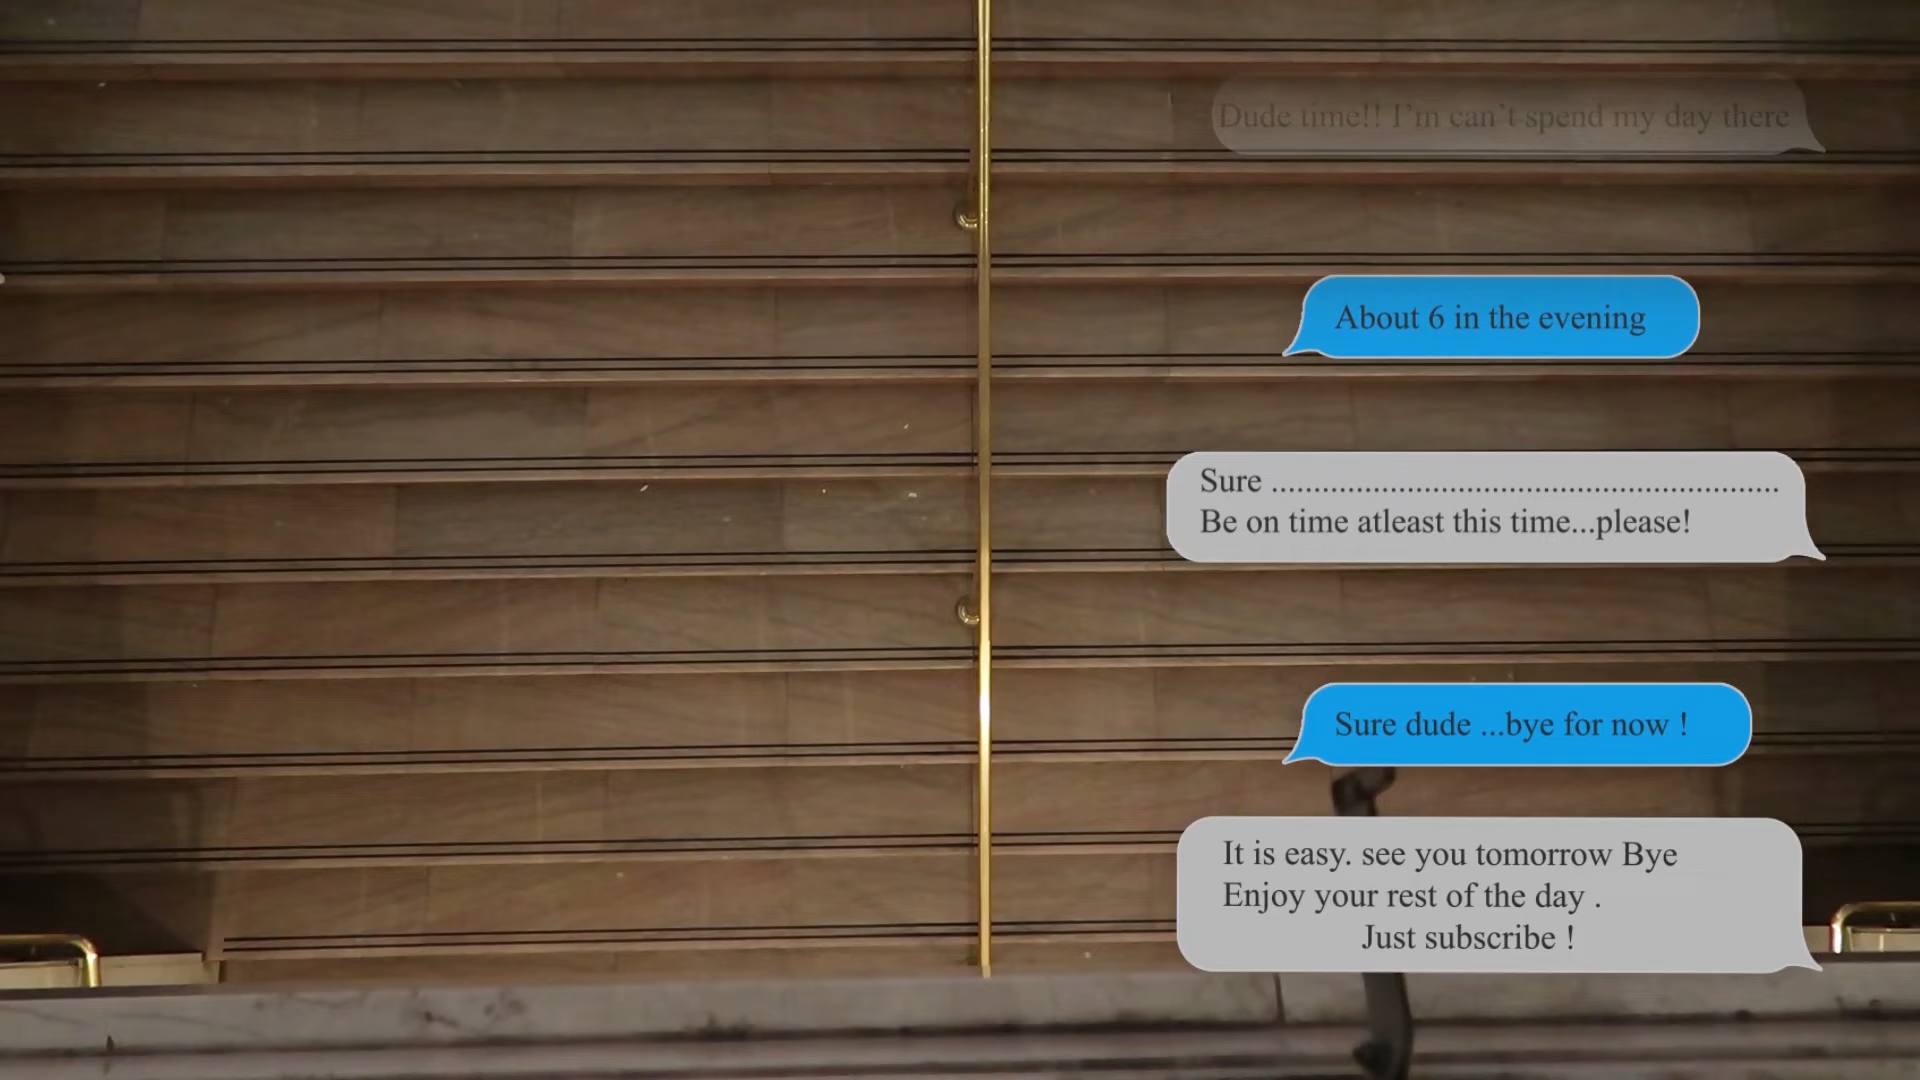 Dude time!! I’m can’t spend my day there
About 6 in the evening
Sure ............................................................
Be on time atleast this time...please!
Sure dude ...bye for now !
It is easy. see you tomorrow Bye
Enjoy your rest of the day .
Just subscribe !